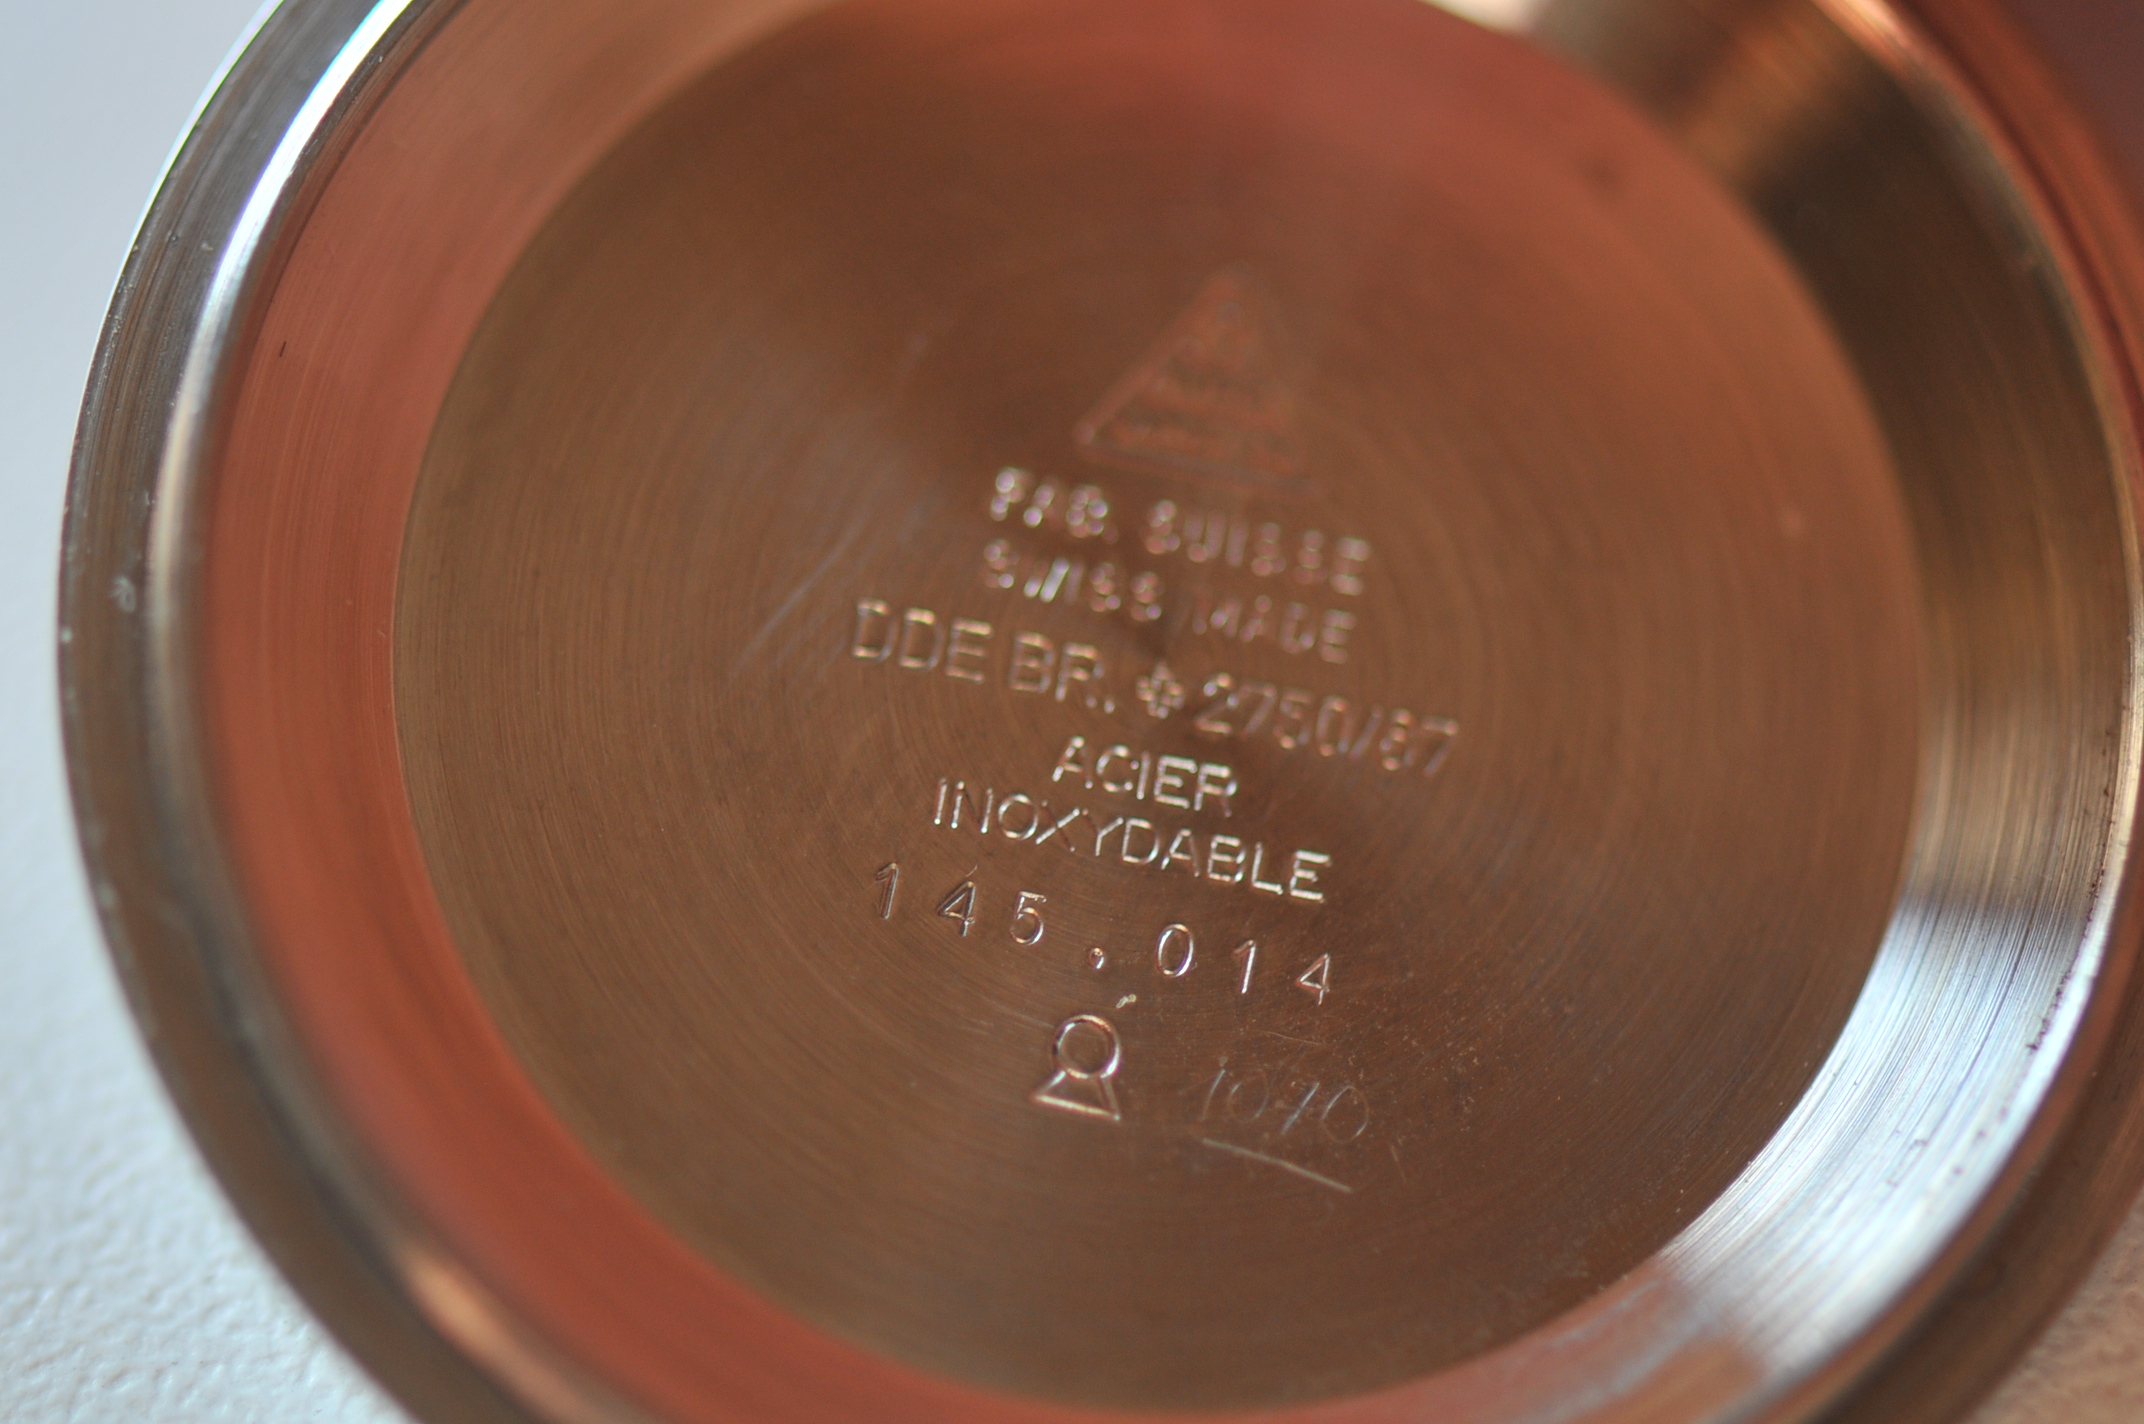 FAB. SUISSE
SWISS MADE
DDE BR. ✥ 2750/67
ACIER
INOXYDABLE
145.014
1070